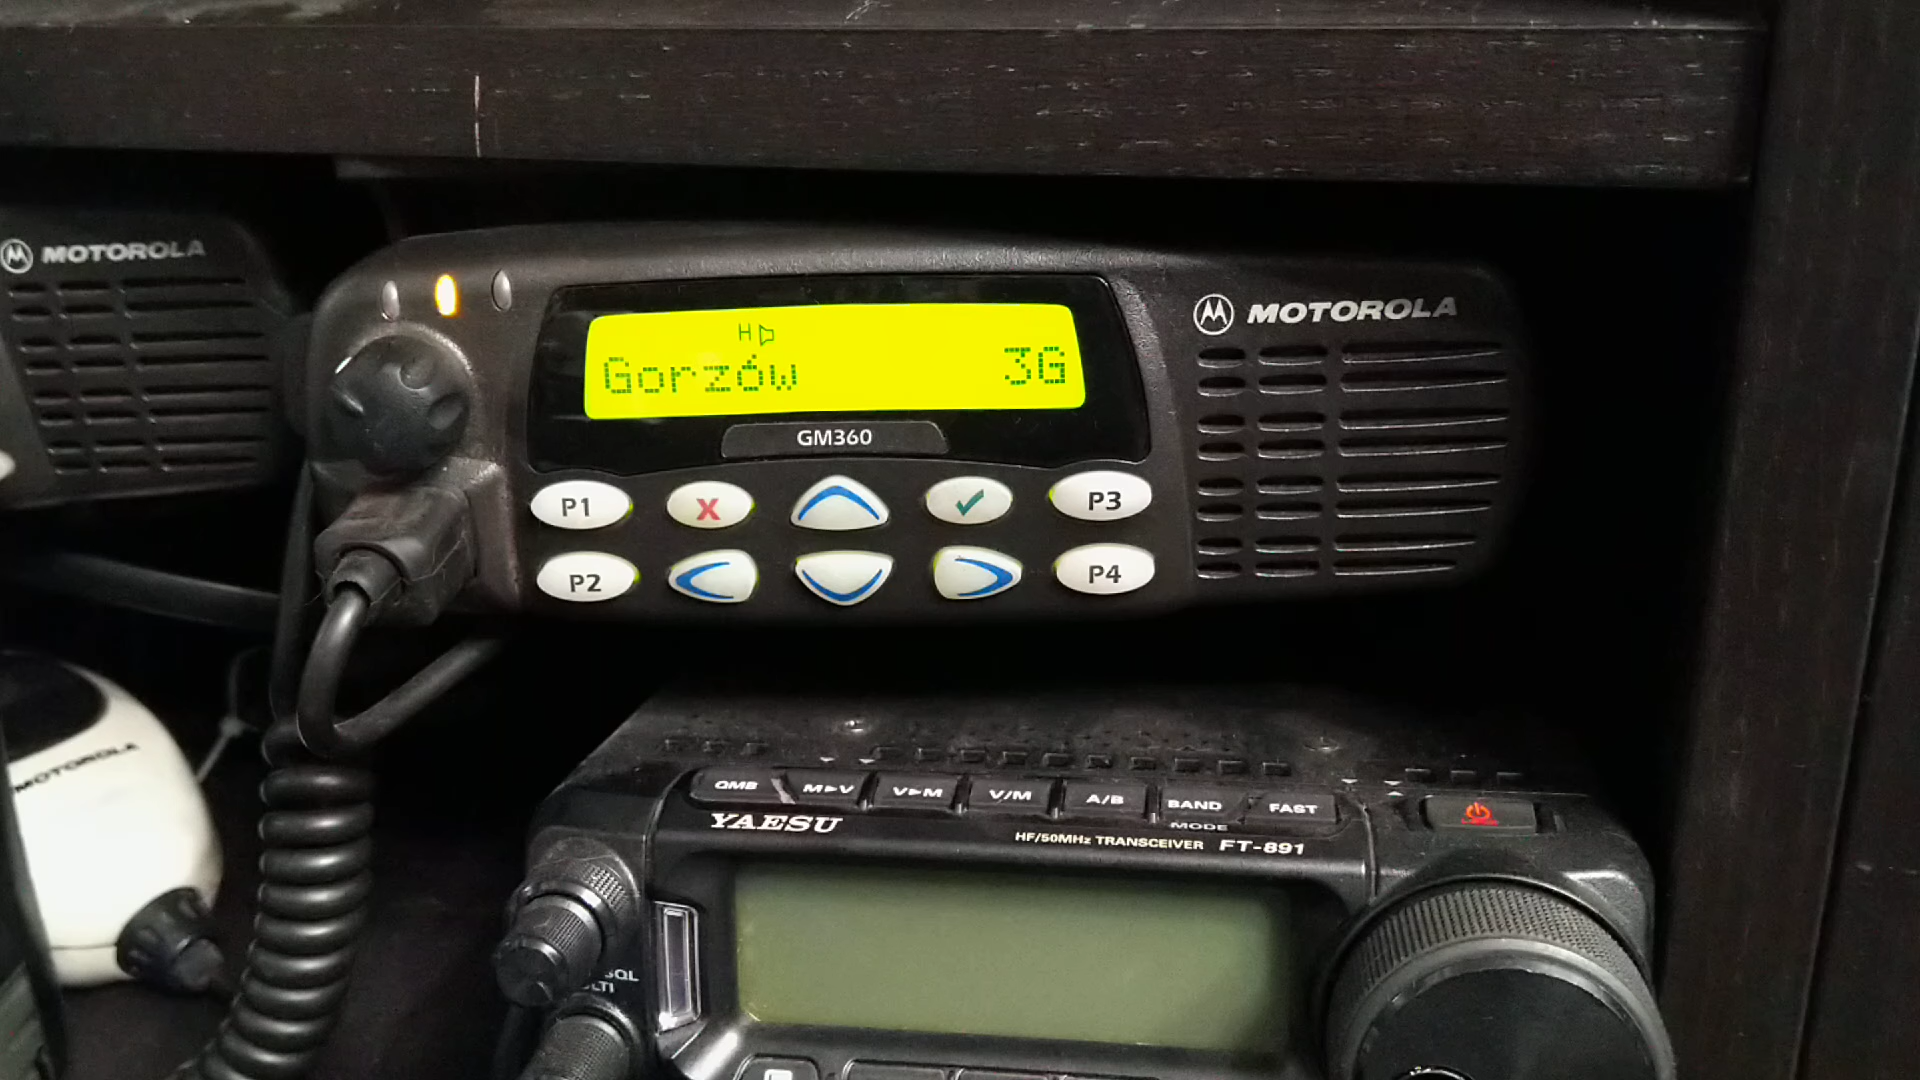 MOTOROLA
MOTOROLA
H
Gorzów 3G
GM360
P1 X P3
P2 P4
MOTOROLA
QMB M►V V►M V/M A/B BAND FAST
MODE
YAESU
HF/50MHz TRANSCEIVER FT-891
SQL